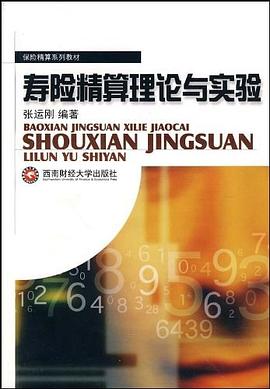 保险精算系列教材
寿险精算理论与实验
张运刚 编著
BAOXIAN JINGSUAN XILIE JIAOCAI
SHOUXIAN JINGSUAN
LILUN YU SHIYAN
西南财经大学出版社